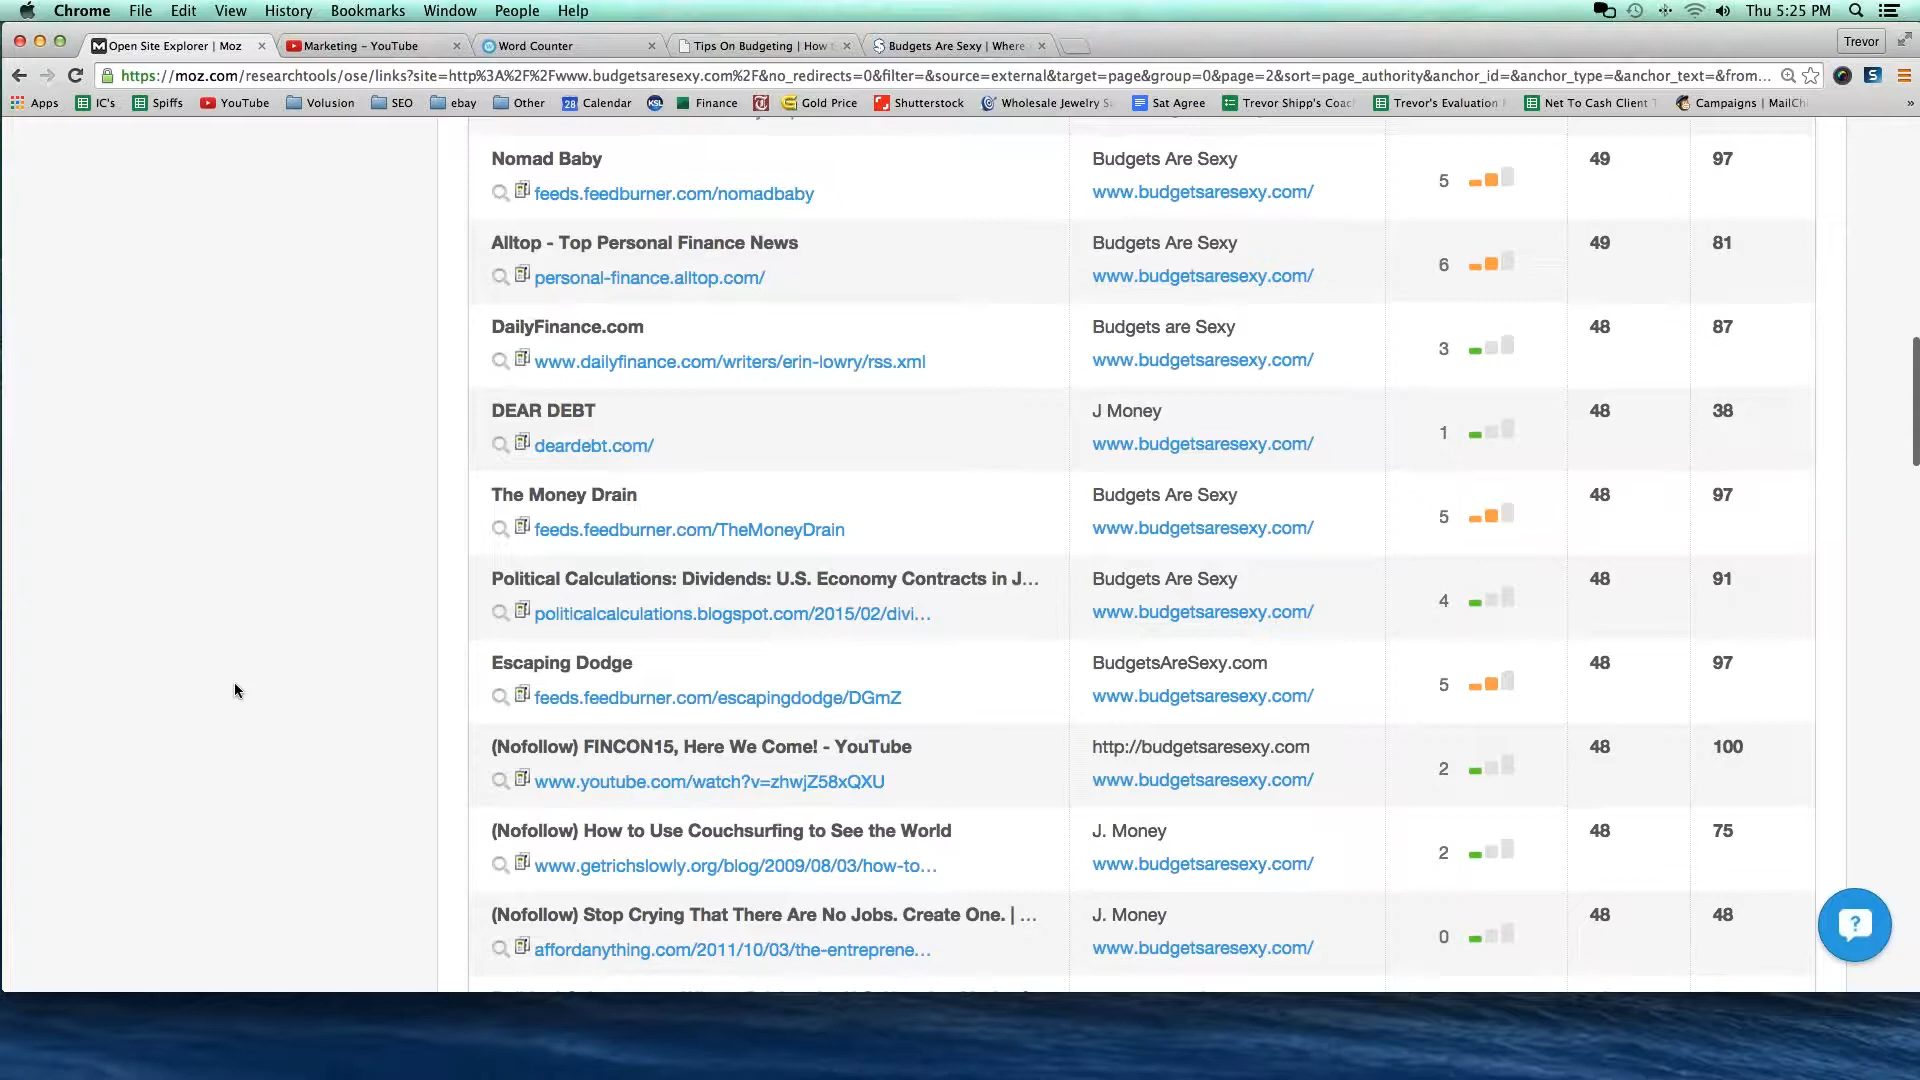 Chrome File Edit View History Bookmarks Window People Help Thu 5:25 PM
Open Site Explorer | Moz Marketing - YouTube Word Counter Tips On Budgeting | How Budgets Are Sexy | Where Trevor
https://moz.com/researchtools/ose/links?site=http%3A%2F%2Fwww.budgetsaresexy.com%2F&no_redirects=0&filter=&source=external&target=page&group=0&page=2&sort=page_authority&anchor_id=&anchor_type=&anchor_text=&from...
Apps IC's Spiffs YouTube Volusion SEO ebay Other 28 Calendar KSL Finance Gold Price Shutterstock Wholesale Jewelry S Sat Agree Trevor Shipp's Coac Trevor's Evaluation Net To Cash Client Campaigns | MailChi »
Nomad Baby Budgets Are Sexy 49 97
feeds.feedburner.com/nomadbaby www.budgetsaresexy.com/ 5
Alltop - Top Personal Finance News Budgets Are Sexy 49 81
personal-finance.alltop.com/ www.budgetsaresexy.com/ 6
DailyFinance.com Budgets are Sexy 48 87
www.dailyfinance.com/writers/erin-lowry/rss.xml www.budgetsaresexy.com/ 3
DEAR DEBT J Money 48 38
deardebt.com/ www.budgetsaresexy.com/ 1
The Money Drain Budgets Are Sexy 48 97
feeds.feedburner.com/TheMoneyDrain www.budgetsaresexy.com/ 5
Political Calculations: Dividends: U.S. Economy Contracts in J... Budgets Are Sexy 48 91
politicalcalculations.blogspot.com/2015/02/divi... www.budgetsaresexy.com/ 4
Escaping Dodge BudgetsAreSexy.com 48 97
feeds.feedburner.com/escapingdodge/DGmZ www.budgetsaresexy.com/ 5
(Nofollow) FINCON15, Here We Come! - YouTube http://budgetsaresexy.com 48 100
www.youtube.com/watch?v=zhwjZ58xQXU www.budgetsaresexy.com/ 2
(Nofollow) How to Use Couchsurfing to See the World J. Money 48 75
www.getrichslowly.org/blog/2009/08/03/how-to... www.budgetsaresexy.com/ 2
(Nofollow) Stop Crying That There Are No Jobs. Create One. | ... J. Money 48 48
affordanything.com/2011/10/03/the-entreprene... www.budgetsaresexy.com/ 0